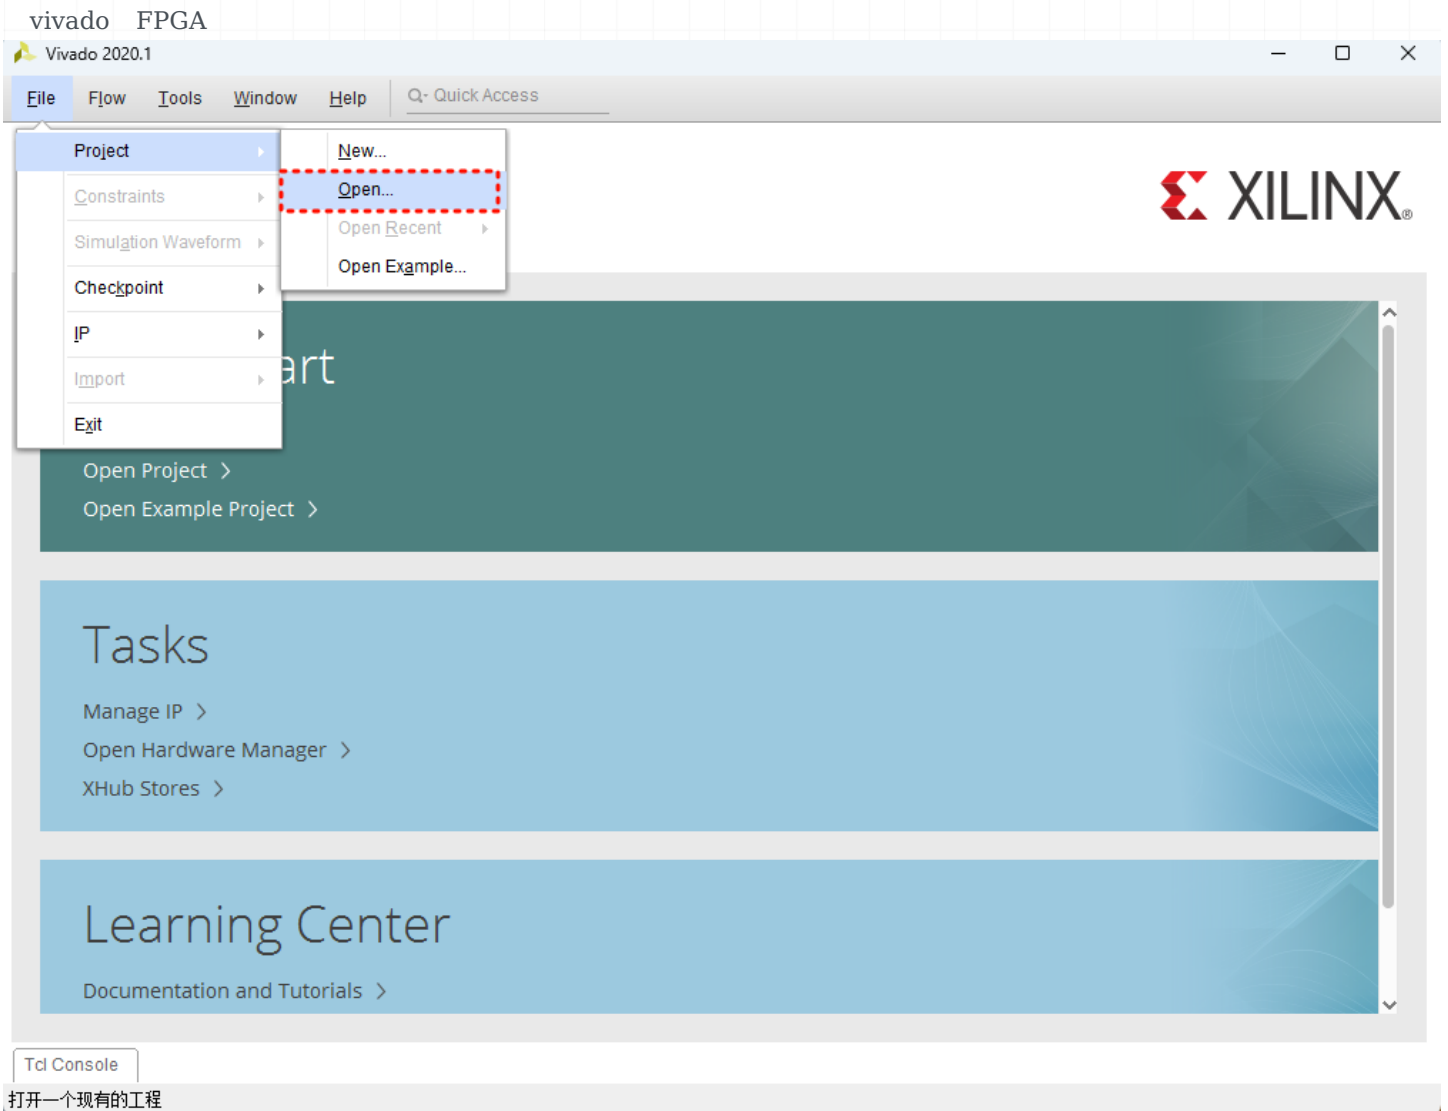 vivado FPGA
Vivado 2020.1
File Flow Tools Window Help Quick Access
Project
Constraints
Simulation Waveform
Checkpoint
IP
Import
Exit
New...
Open...
Open Recent
Open Example...
XILINX®
art
Open Project
Open Example Project
Tasks
Manage IP
Open Hardware Manager
XHub Stores
Learning Center
Documentation and Tutorials
Tcl Console
打开一个现有的工程